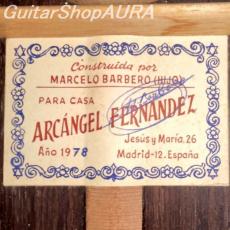 GuitarShopAURA
Construida por
MARCELO BARBERO (HIJO)
PARA CASA
ARCÁNGEL FERNÁNDEZ
Jesús y María, 26
Año 1978
Madrid-12. España